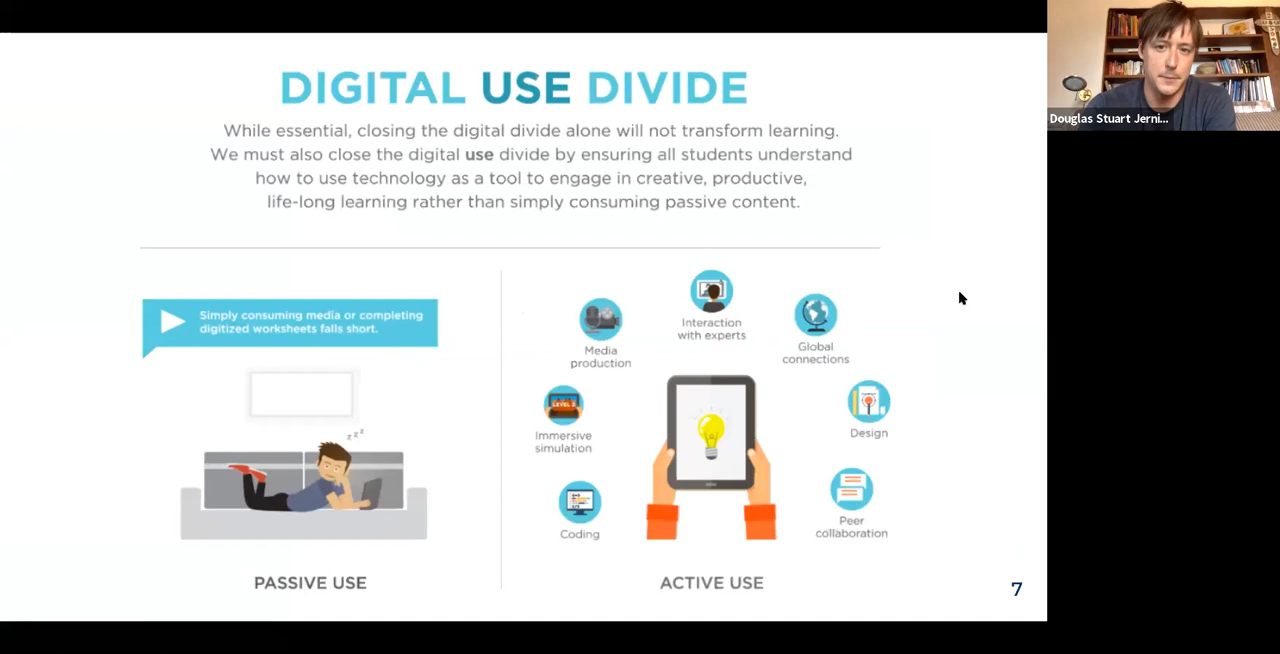 DIGITAL USE DIVIDE
While essential, closing the digital divide alone will not transform learning.
We must also close the digital use divide by ensuring all students understand
how to use technology as a tool to engage in creative, productive,
life-long learning rather than simply consuming passive content.
Simply consuming media or completing
digitized worksheets falls short.
z z z
PASSIVE USE
Media
production
Interaction
with experts
Global
connections
Immersive
simulation
LEVEL 2
Design
Coding
Peer
collaboration
ACTIVE USE
7
Douglas Stuart Jerni...